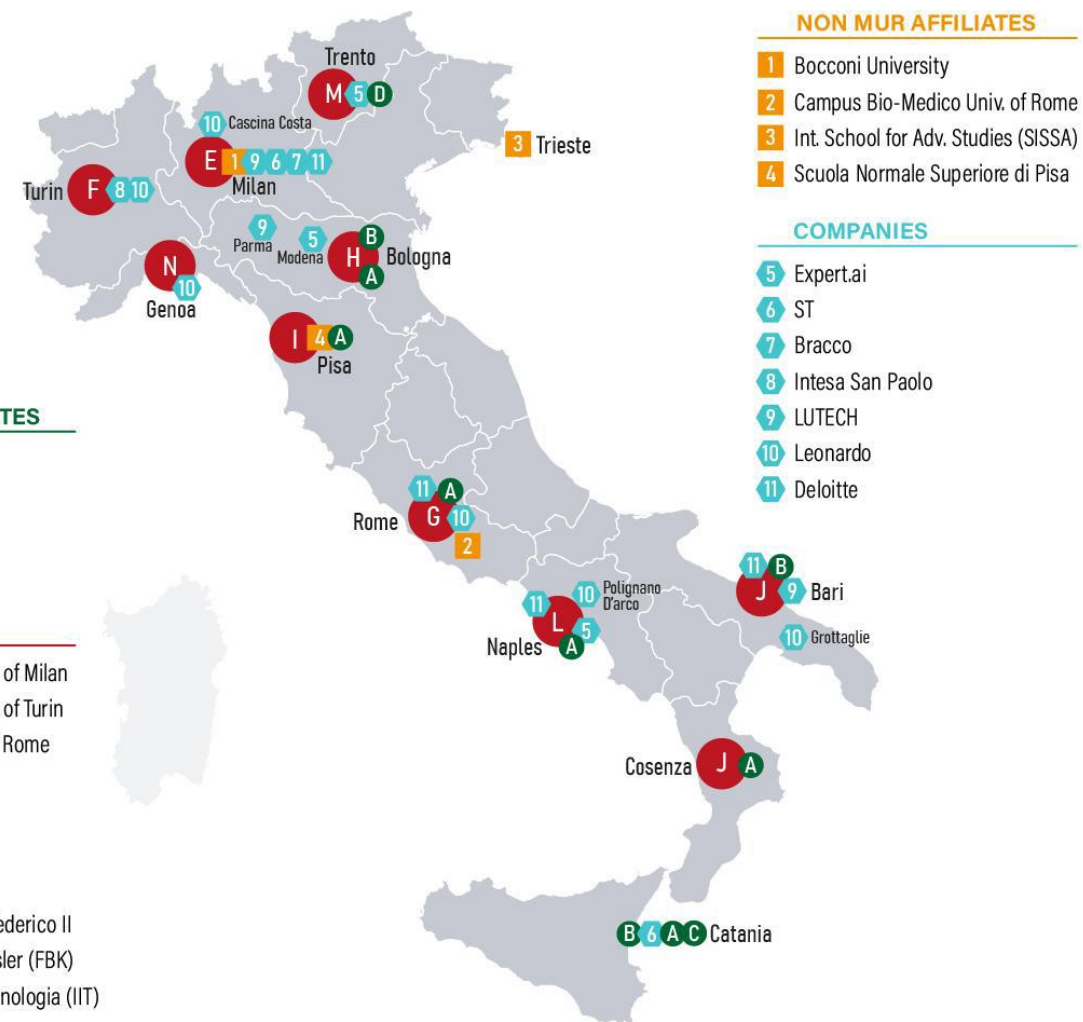 NON MUR AFFILIATES
1 Bocconi University
2 Campus Bio-Medico Univ. of Rome
3 Int. School for Adv. Studies (SISSA)
4 Scuola Normale Superiore di Pisa
COMPANIES
5 Expert.ai
6 ST
7 Bracco
8 Intesa San Paolo
9 LUTECH
10 Leonardo
11 Deloitte
Trento
M 5 D
10 Cascina Costa
E 1 9 6 7 11
Milan
3 Trieste
Turin F 8 10
9
Parma
5
Modena
B
H Bologna
A
N
10
Genoa
I 4 A
Pisa
TES
11 A
Rome G 10
2
11
10 Polignano
D'arco
L
5
Naples A
11 B
J 9 Bari
10 Grottaglie
of Milan
of Turin
Rome
Cosenza J A
B 6 A C Catania
ederico II
sler (FBK)
nologia (IIT)